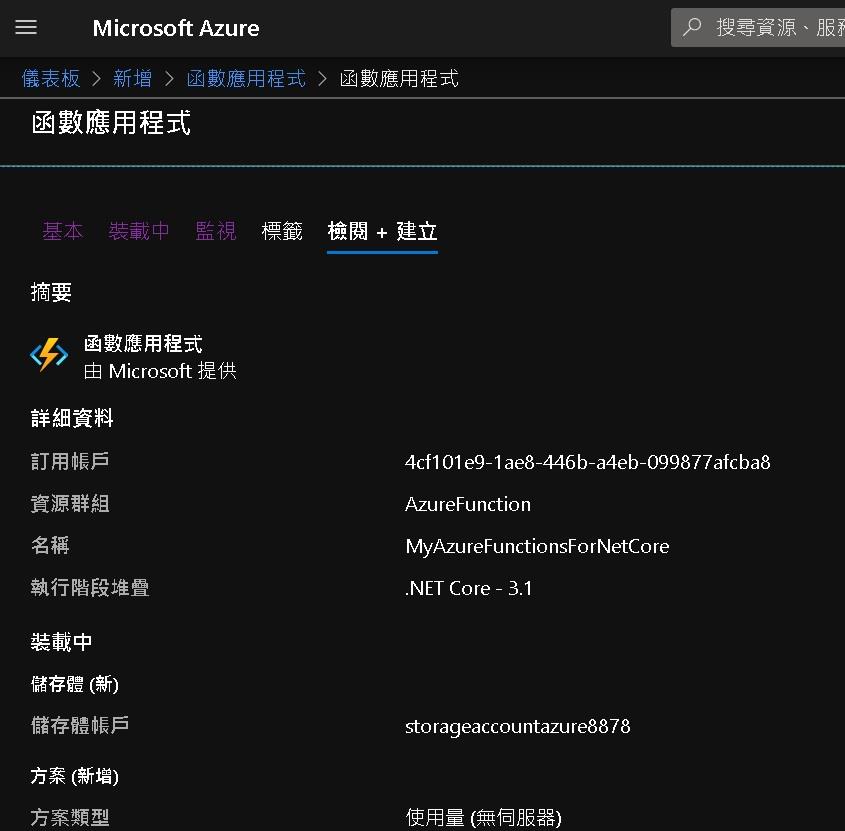 Microsoft Azure
搜尋資源、服務
儀表板 > 新增 > 函數應用程式 > 函數應用程式
函數應用程式
基本 裝載中 監視 標籤 檢閱 + 建立
摘要
函數應用程式
由 Microsoft 提供
詳細資料
訂用帳戶 4cf101e9-1ae8-446b-a4eb-099877afcba8
資源群組 AzureFunction
名稱 MyAzureFunctionsForNetCore
執行階段堆疊 .NET Core - 3.1
裝載中
儲存體 (新)
儲存體帳戶 storageaccountazure8878
方案 (新增)
方案類型 使用量 (無伺服器)